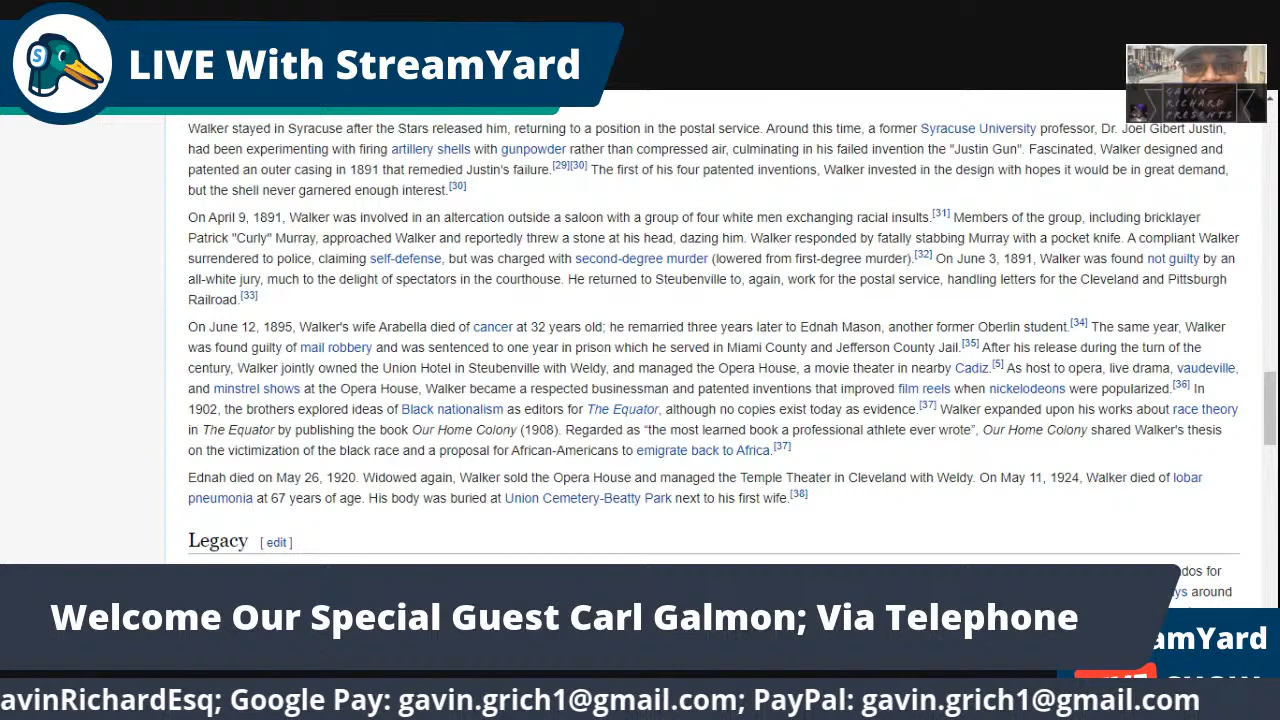 S
LIVE With StreamYard
GAVIN
RICHARD
PRESENTS
Walker stayed in Syracuse after the Stars released him, returning to a position in the postal service. Around this time, a former Syracuse University professor, Dr. Joel Gibert Justin,
had been experimenting with firing artillery shells with gunpowder rather than compressed air, culminating in his failed invention the "Justin Gun". Fascinated, Walker designed and
patented an outer casing in 1891 that remedied Justin's failure.[29][30] The first of his four patented inventions, Walker invested in the design with hopes it would be in great demand,
but the shell never garnered enough interest.[30]
On April 9, 1891, Walker was involved in an altercation outside a saloon with a group of four white men exchanging racial insults.[31] Members of the group, including bricklayer
Patrick "Curly" Murray, approached Walker and reportedly threw a stone at his head, dazing him. Walker responded by fatally stabbing Murray with a pocket knife. A compliant Walker
surrendered to police, claiming self-defense, but was charged with second-degree murder (lowered from first-degree murder).[32] On June 3, 1891, Walker was found not guilty by an
all-white jury, much to the delight of spectators in the courthouse. He returned to Steubenville to, again, work for the postal service, handling letters for the Cleveland and Pittsburgh
Railroad.[33]
On June 12, 1895, Walker's wife Arabella died of cancer at 32 years old; he remarried three years later to Ednah Mason, another former Oberlin student.[34] The same year, Walker
was found guilty of mail robbery and was sentenced to one year in prison which he served in Miami County and Jefferson County Jail.[35] After his release during the turn of the
century, Walker jointly owned the Union Hotel in Steubenville with Weldy, and managed the Opera House, a movie theater in nearby Cadiz.[5] As host to opera, live drama, vaudeville,
and minstrel shows at the Opera House, Walker became a respected businessman and patented inventions that improved film reels when nickelodeons were popularized.[36] In
1902, the brothers explored ideas of Black nationalism as editors for The Equator, although no copies exist today as evidence.[37] Walker expanded upon his works about race theory
in The Equator by publishing the book Our Home Colony (1908). Regarded as “the most learned book a professional athlete ever wrote”, Our Home Colony shared Walker's thesis
on the victimization of the black race and a proposal for African-Americans to emigrate back to Africa.[37]
Ednah died on May 26, 1920. Widowed again, Walker sold the Opera House and managed the Temple Theater in Cleveland with Weldy. On May 11, 1924, Walker died of lobar
pneumonia at 67 years of age. His body was buried at Union Cemetery-Beatty Park next to his first wife.[38]
Legacy [ edit ]
dos for
ys around
Welcome Our Special Guest Carl Galmon; Via Telephone
amYard
avinRichardEsq; Google Pay: gavin.grich1@gmail.com; PayPal: gavin.grich1@gmail.com